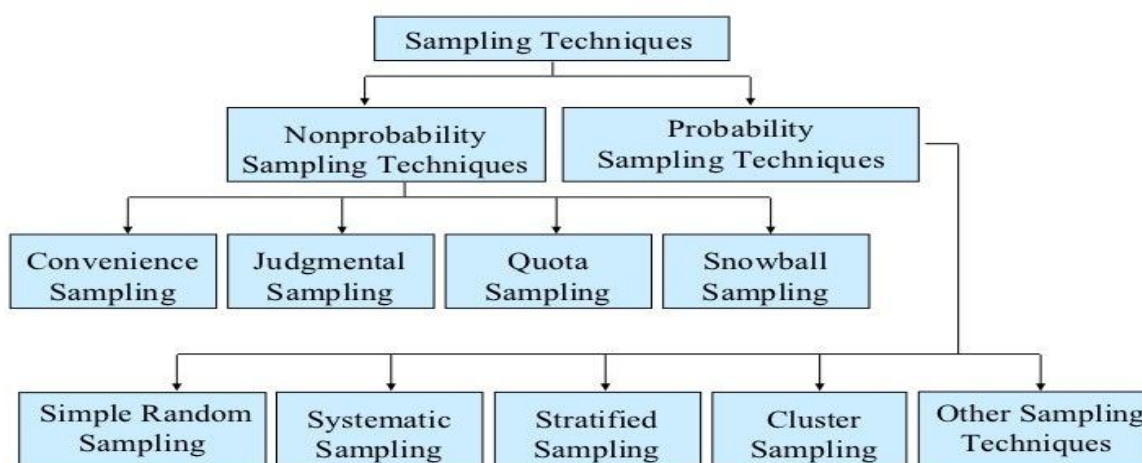 Sampling Techniques
Nonprobability
Sampling Techniques
Probability
Sampling Techniques
Convenience
Sampling
Judgmental
Sampling
Quota
Sampling
Snowball
Sampling
Simple Random
Sampling
Systematic
Sampling
Stratified
Sampling
Cluster
Sampling
Other Sampling
Techniques